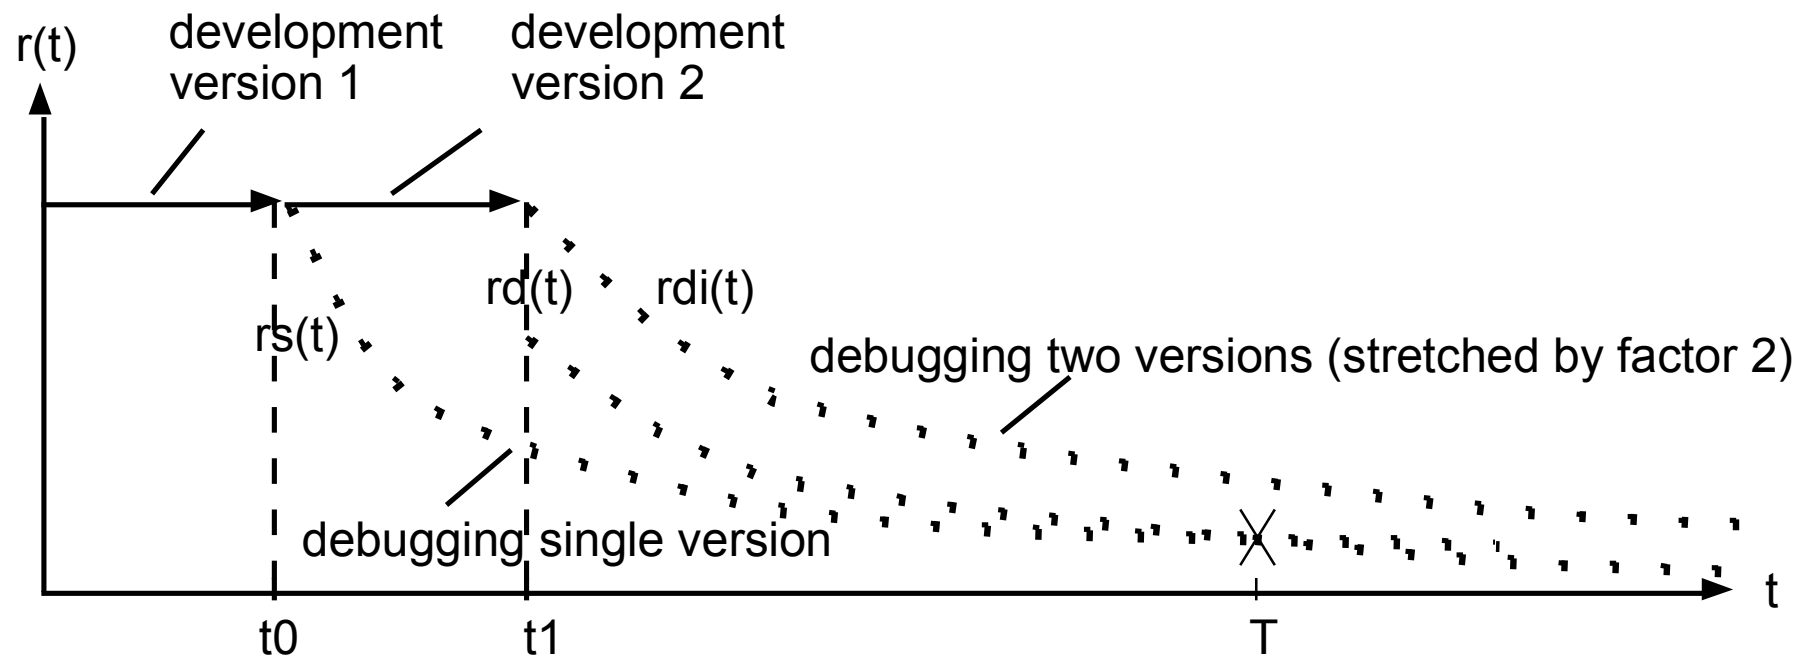 r(t)
development
version 1
development
version 2
rd(t)
rdi(t)
rs(t)
debugging two versions (stretched by factor 2)
debugging single version
t
t0
t1
T